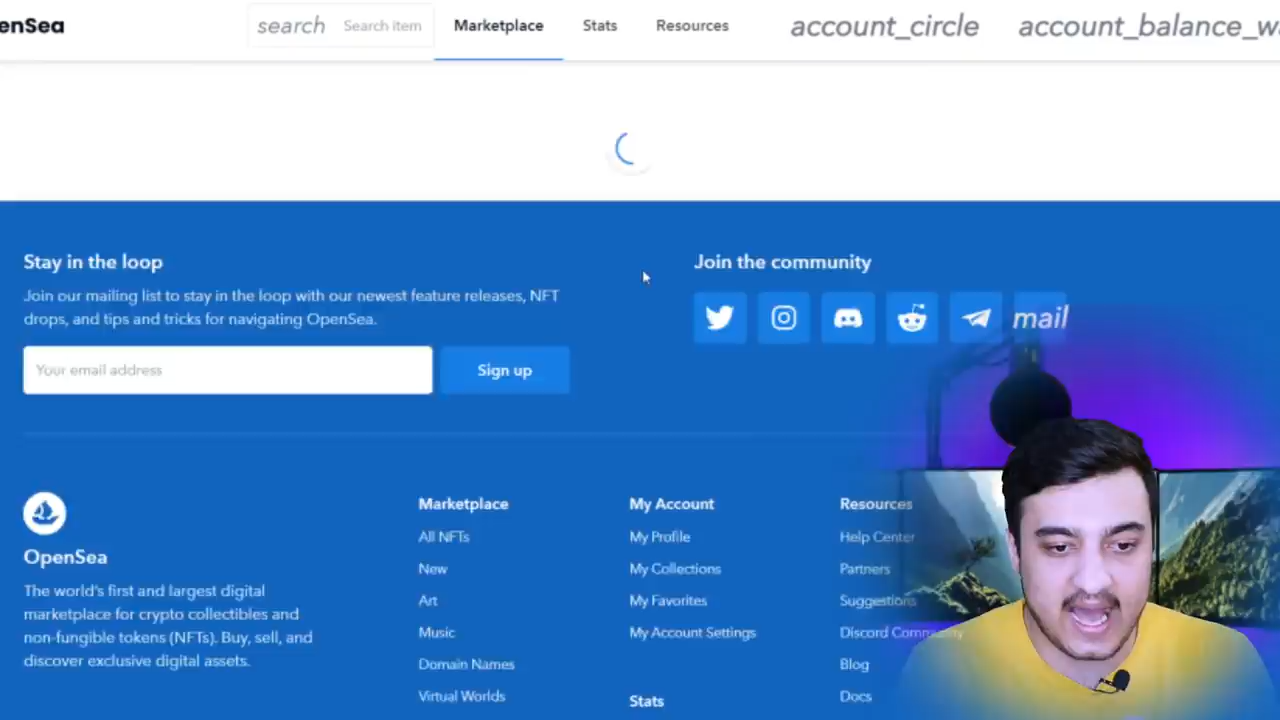 enSea
search Search item
Marketplace
Stats
Resources
account_circle
account_balance_wa
Stay in the loop
Join our mailing list to stay in the loop with our newest feature releases, NFT
drops, and tips and tricks for navigating OpenSea.
Your email address
Sign up
Join the community
mail
OpenSea
The world's first and largest digital
marketplace for crypto collectibles and
non-fungible tokens (NFTs). Buy, sell, and
discover exclusive digital assets.
Marketplace
All NFTs
New
Art
Music
Domain Names
Virtual Worlds
My Account
My Profile
My Collections
My Favorites
My Account Settings
Stats
Resources
Help Center
Partners
Suggestions
Discord Community
Blog
Docs